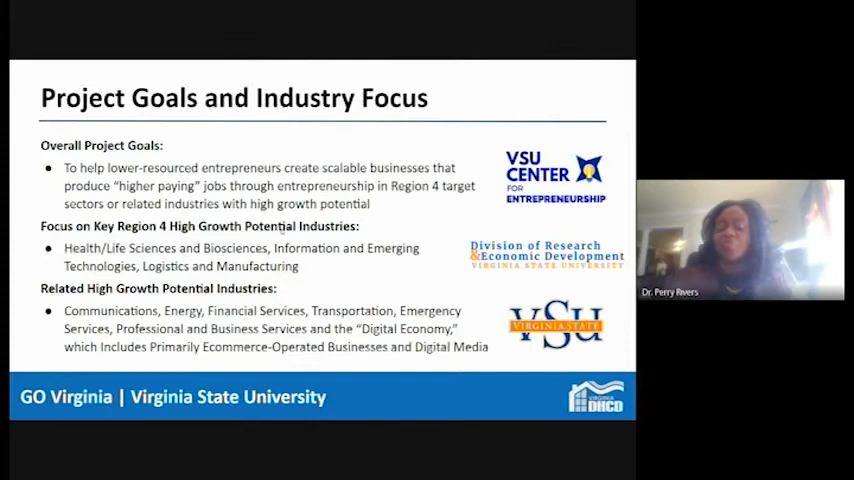 Project Goals and Industry Focus
Overall Project Goals:
● To help lower-resourced entrepreneurs create scalable businesses that
produce “higher paying” jobs through entrepreneurship in Region 4 target
sectors or related industries with high growth potential
Focus on Key Region 4 High Growth Potential Industries:
● Health/Life Sciences and Biosciences, Information and Emerging
Technologies, Logistics and Manufacturing
Related High Growth Potential Industries:
● Communications, Energy, Financial Services, Transportation, Emergency
Services, Professional and Business Services and the “Digital Economy,”
which Includes Primarily Ecommerce-Operated Businesses and Digital Media
VSU
CENTER
FOR
ENTREPRENEURSHIP
Division of Research
&Economic Development
VIRGINIA STATE UNIVERSITY
VSU
VIRGINIA STATE
GO Virginia | Virginia State University
VIRGINIA
DHCD
Dr. Perry Rivers